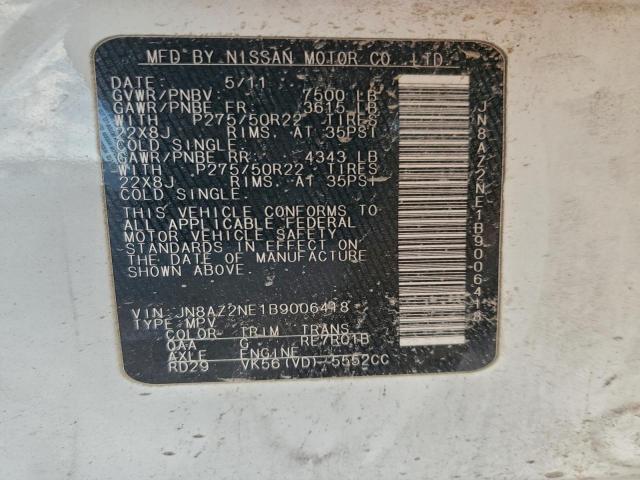 MFD BY NISSAN MOTOR CO., LTD.
DATE: 5/11
GVWR/PNBV 7500 LB
GAWR/PNBE FR 3615 LB
WITH P275/50R22 TIRES
22X8J RIMS. AT 35PSI
COLD SINGLE.
GAWR/PNBE RR 4343 LB
WITH P275/50R22 TIRES
22X8J RIMS. AT 35PSI
COLD SINGLE.
THIS VEHICLE CONFORMS TO
ALL APPLICABLE FEDERAL
MOTOR VEHICLE SAFETY
STANDARDS IN EFFECT ON
THE DATE OF MANUFACTURE
SHOWN ABOVE.
VIN: JN8AZ2NE1B9006418
TYPE: MPV
COLOR TRIM TRANS
QAA G RE7R01B
AXLE ENGINE
RD29 VK56(VD) 5552CC
JN8AZ2NE1B9006418